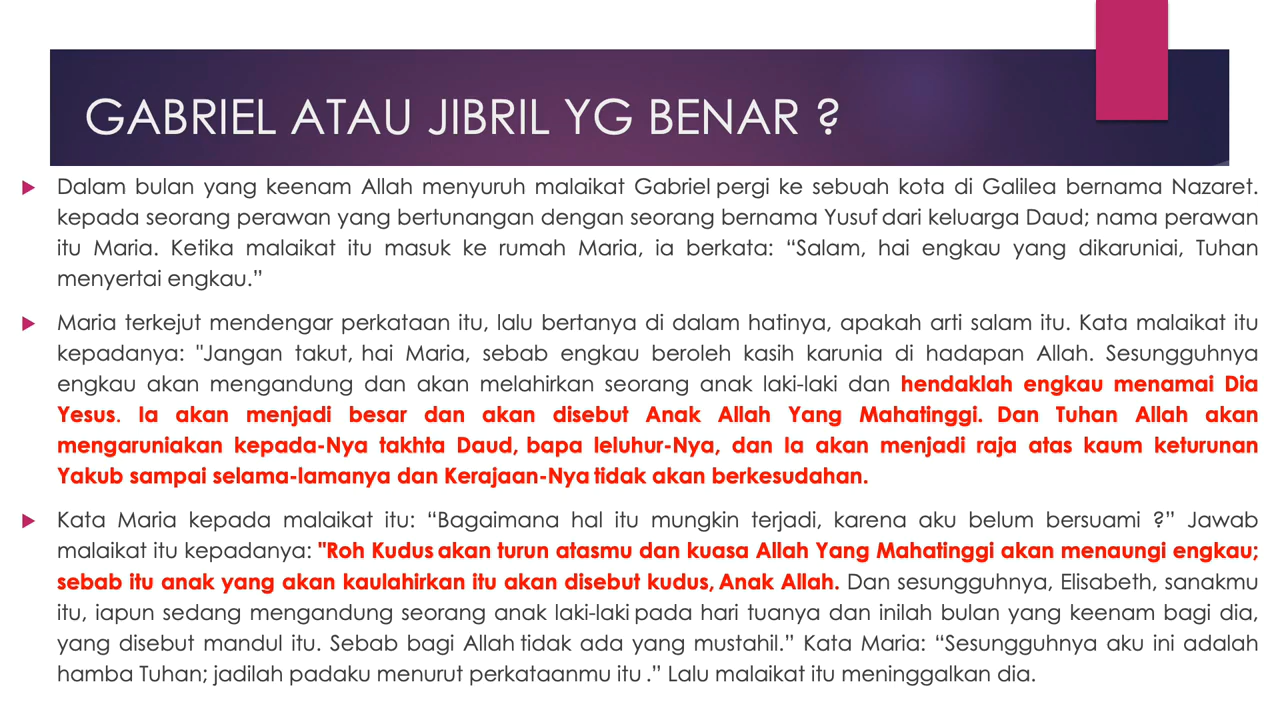 GABRIEL ATAU JIBRIL YG BENAR ?
Dalam bulan yang keenam Allah menyuruh malaikat Gabriel pergi ke sebuah kota di Galilea bernama Nazaret.
kepada seorang perawan yang bertunangan dengan seorang bernama Yusuf dari keluarga Daud; nama perawan
itu Maria. Ketika malaikat itu masuk ke rumah Maria, ia berkata: “Salam, hai engkau yang dikaruniai, Tuhan
menyertai engkau.”
Maria terkejut mendengar perkataan itu, lalu bertanya di dalam hatinya, apakah arti salam itu. Kata malaikat itu
kepadanya: "Jangan takut, hai Maria, sebab engkau beroleh kasih karunia di hadapan Allah. Sesungguhnya
engkau akan mengandung dan akan melahirkan seorang anak laki-laki dan hendaklah engkau menamai Dia
Yesus. Ia akan menjadi besar dan akan disebut Anak Allah Yang Mahatinggi. Dan Tuhan Allah akan
mengaruniakan kepada-Nya takhta Daud, bapa leluhur-Nya, dan Ia akan menjadi raja atas kaum keturunan
Yakub sampai selama-lamanya dan Kerajaan-Nya tidak akan berkesudahan.
Kata Maria kepada malaikat itu: “Bagaimana hal itu mungkin terjadi, karena aku belum bersuami ?” Jawab
malaikat itu kepadanya: "Roh Kudus akan turun atasmu dan kuasa Allah Yang Mahatinggi akan menaungi engkau;
sebab itu anak yang akan kaulahirkan itu akan disebut kudus, Anak Allah. Dan sesungguhnya, Elisabeth, sanakmu
itu, iapun sedang mengandung seorang anak laki-laki pada hari tuanya dan inilah bulan yang keenam bagi dia,
yang disebut mandul itu. Sebab bagi Allah tidak ada yang mustahil.” Kata Maria: “Sesungguhnya aku ini adalah
hamba Tuhan; jadilah padaku menurut perkataanmu itu .” Lalu malaikat itu meninggalkan dia.